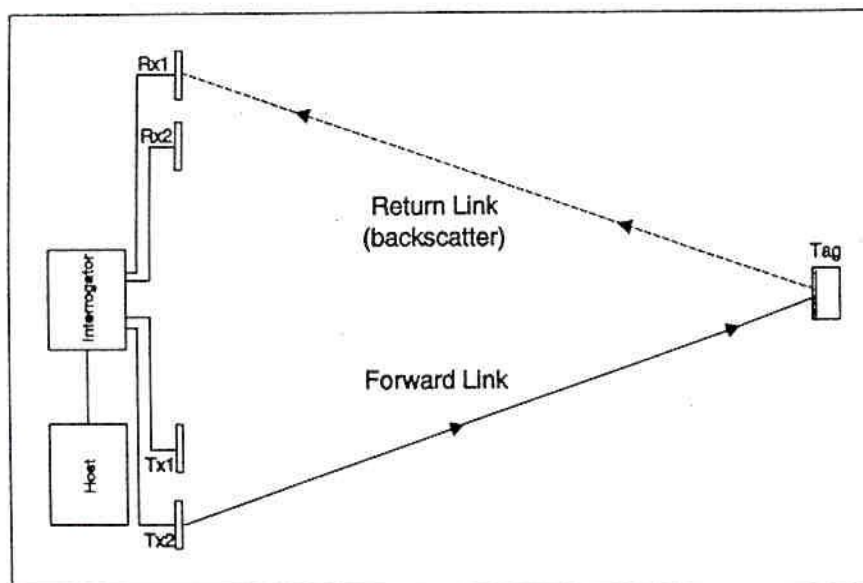 Rx1
Rx2
Return Link
(backscatter)
Tag
Interrogator
Forward Link
Host
Tx1
Tx2